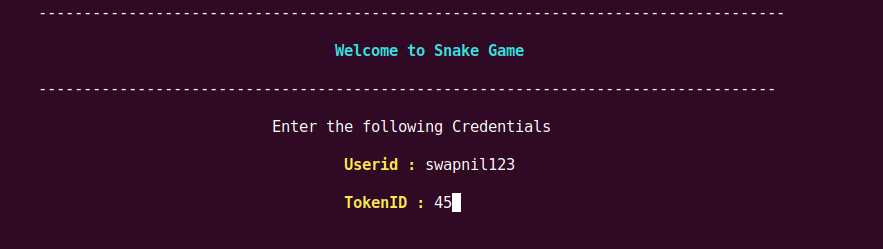 -----------------------------------------------------------------------------------
Welcome to Snake Game
----------------------------------------------------------------------------------
Enter the following Credentials
Userid : swapnil123
TokenID : 45